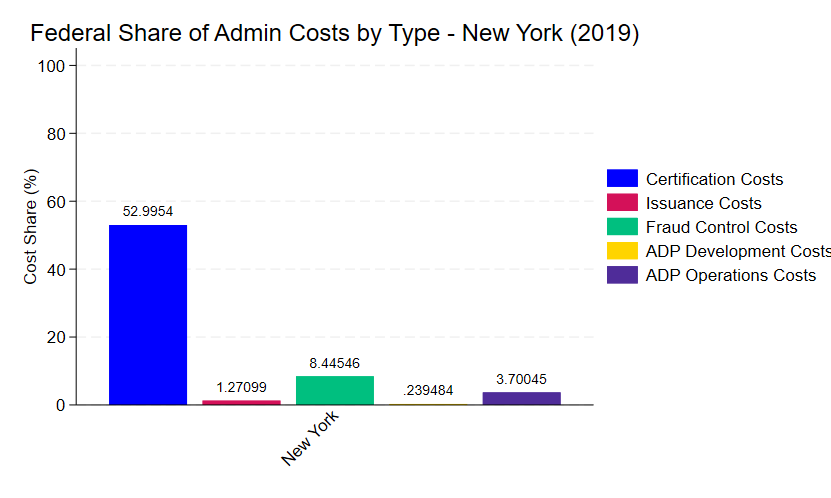 Federal Share of Admin Costs by Type - New York (2019)
Cost Share (%)
100
80
60
40
20
0
52.9954
1.27099
8.44546
.239484
3.70045
New York
Certification Costs
Issuance Costs
Fraud Control Costs
ADP Development Costs
ADP Operations Costs